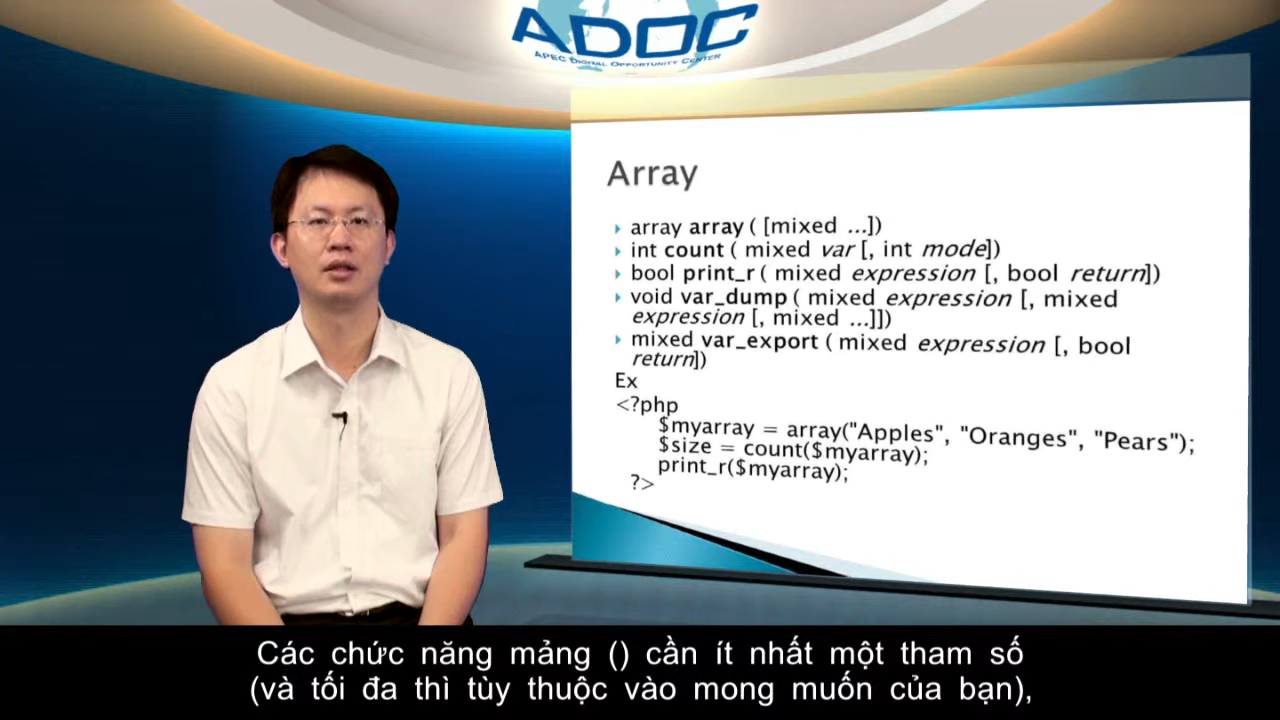 ADOC
APEC DIGITAL OPPORTUNITY CENTER
Array
array array ( [mixed ...])
int count ( mixed var [, int mode])
bool print_r ( mixed expression [, bool return])
void var_dump ( mixed expression [, mixed
expression [, mixed ...]])
mixed var_export ( mixed expression [, bool
return])
Ex
<?php
$myarray = array("Apples", "Oranges", "Pears");
$size = count($myarray);
print_r($myarray);
?>
Các chức năng mảng () cần ít nhất một tham số
(và tối đa thì tùy thuộc vào mong muốn của bạn),